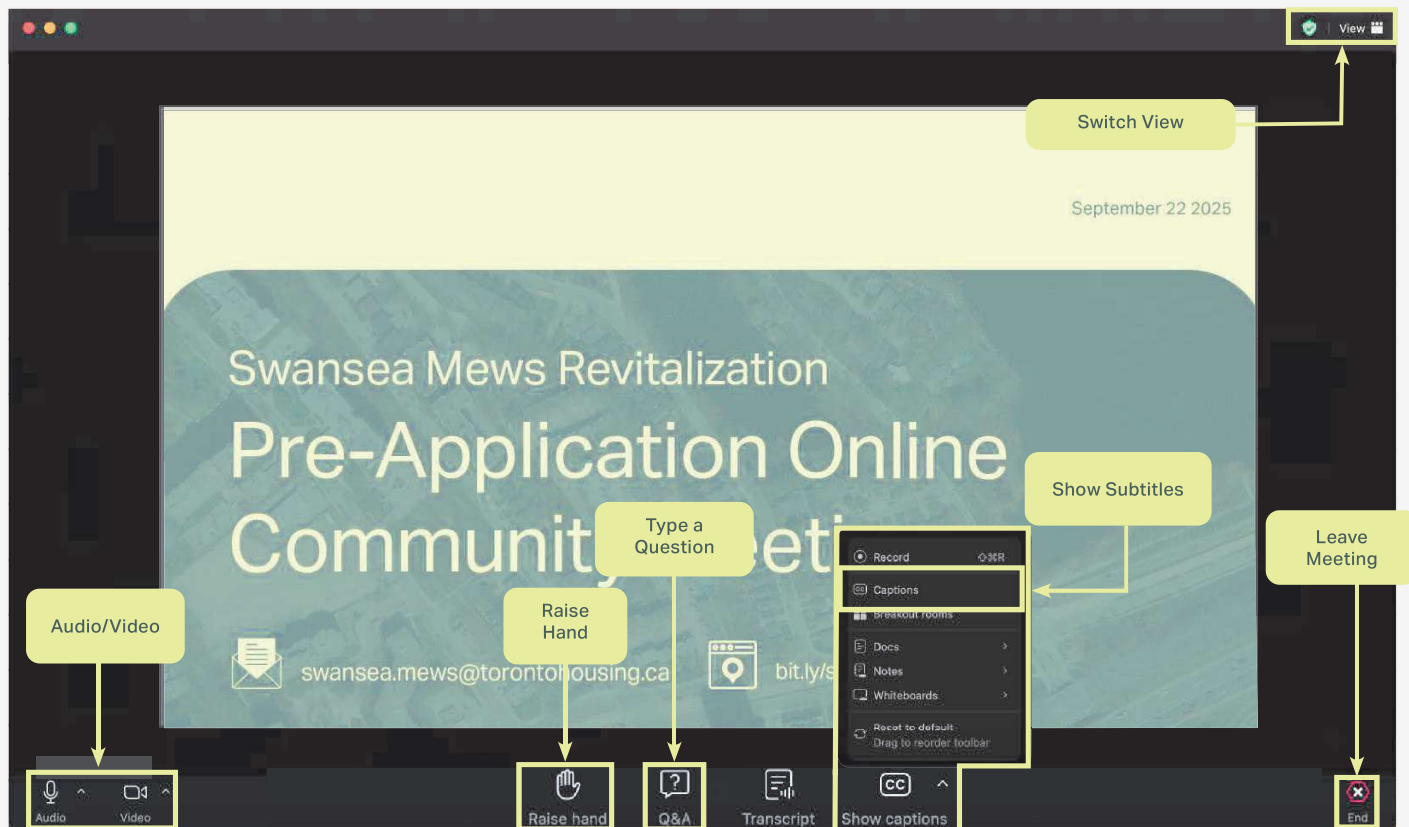 View
Switch View
September 22 2025
Swansea Mews Revitalization
Pre-Application Online
Communit eet
Show Subtitles
Type a
Question
Leave
Meeting
Record ⇧⌘R
Captions
Breakout rooms
Docs
Notes
Whiteboards
Reset to default
Drag to reorder toolbar
Raise
Hand
Audio/Video
swansea.mews@torontohousing.ca
bit.ly/s
Audio
Video
Raise hand
Q&A
Transcript
CC
Show captions
End